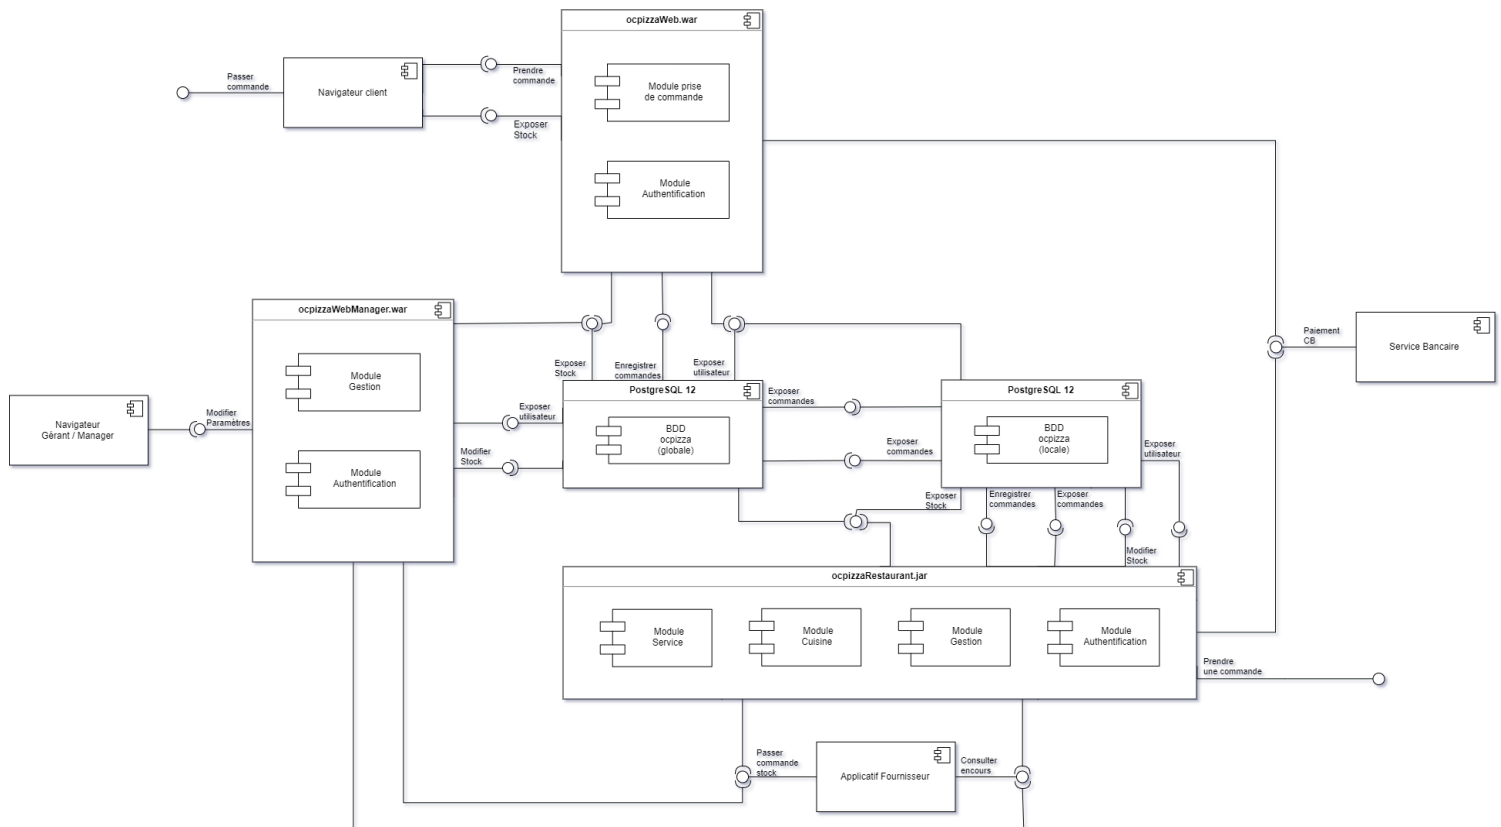 ocpizzaWeb.war
Passer
commande
Navigateur client
Prendre
commande
Exposer
Stock
Module prise
de commande
Module
Authentification
ocpizzaWebManager.war
Module
Gestion
Module
Authentification
Navigateur
Gérant / Manager
Modifier
Paramètres
Exposer
Stock
Enregistrer
commandes
Exposer
utilisateur
Exposer
utilisateur
Modifier
Stock
PostgreSQL 12
BDD
ocpizza
(globale)
Exposer
commandes
Exposer
commandes
PostgreSQL 12
BDD
ocpizza
(locale)
Paiement
CB
Service Bancaire
Exposer
utilisateur
Exposer
Stock
Enregistrer
commandes
Exposer
commandes
Modifier
Stock
ocpizzaRestaurant.jar
Module
Service
Module
Cuisine
Module
Gestion
Module
Authentification
Prendre
une commande
Passer
commande
stock
Applicatif Fournisseur
Consulter
encours